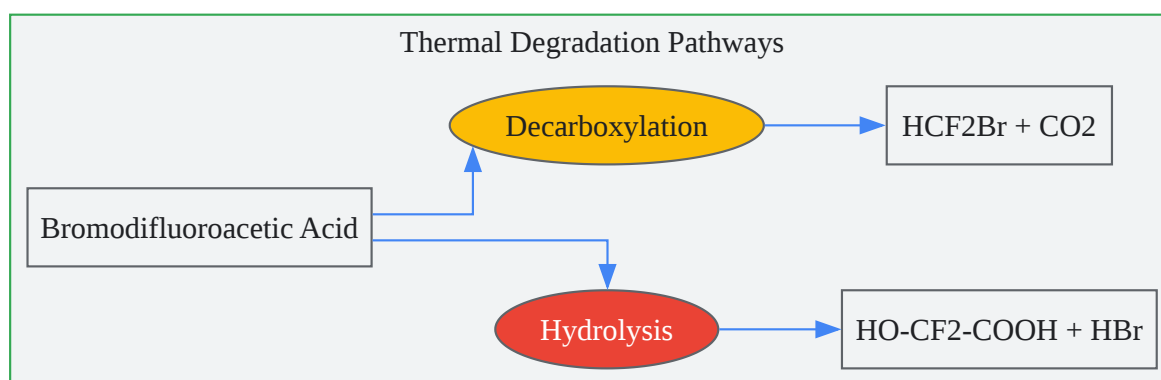 Thermal Degradation Pathways
Decarboxylation
HCF2Br + CO2
Bromodifluoroacetic Acid
Hydrolysis
HO-CF2-COOH + HBr